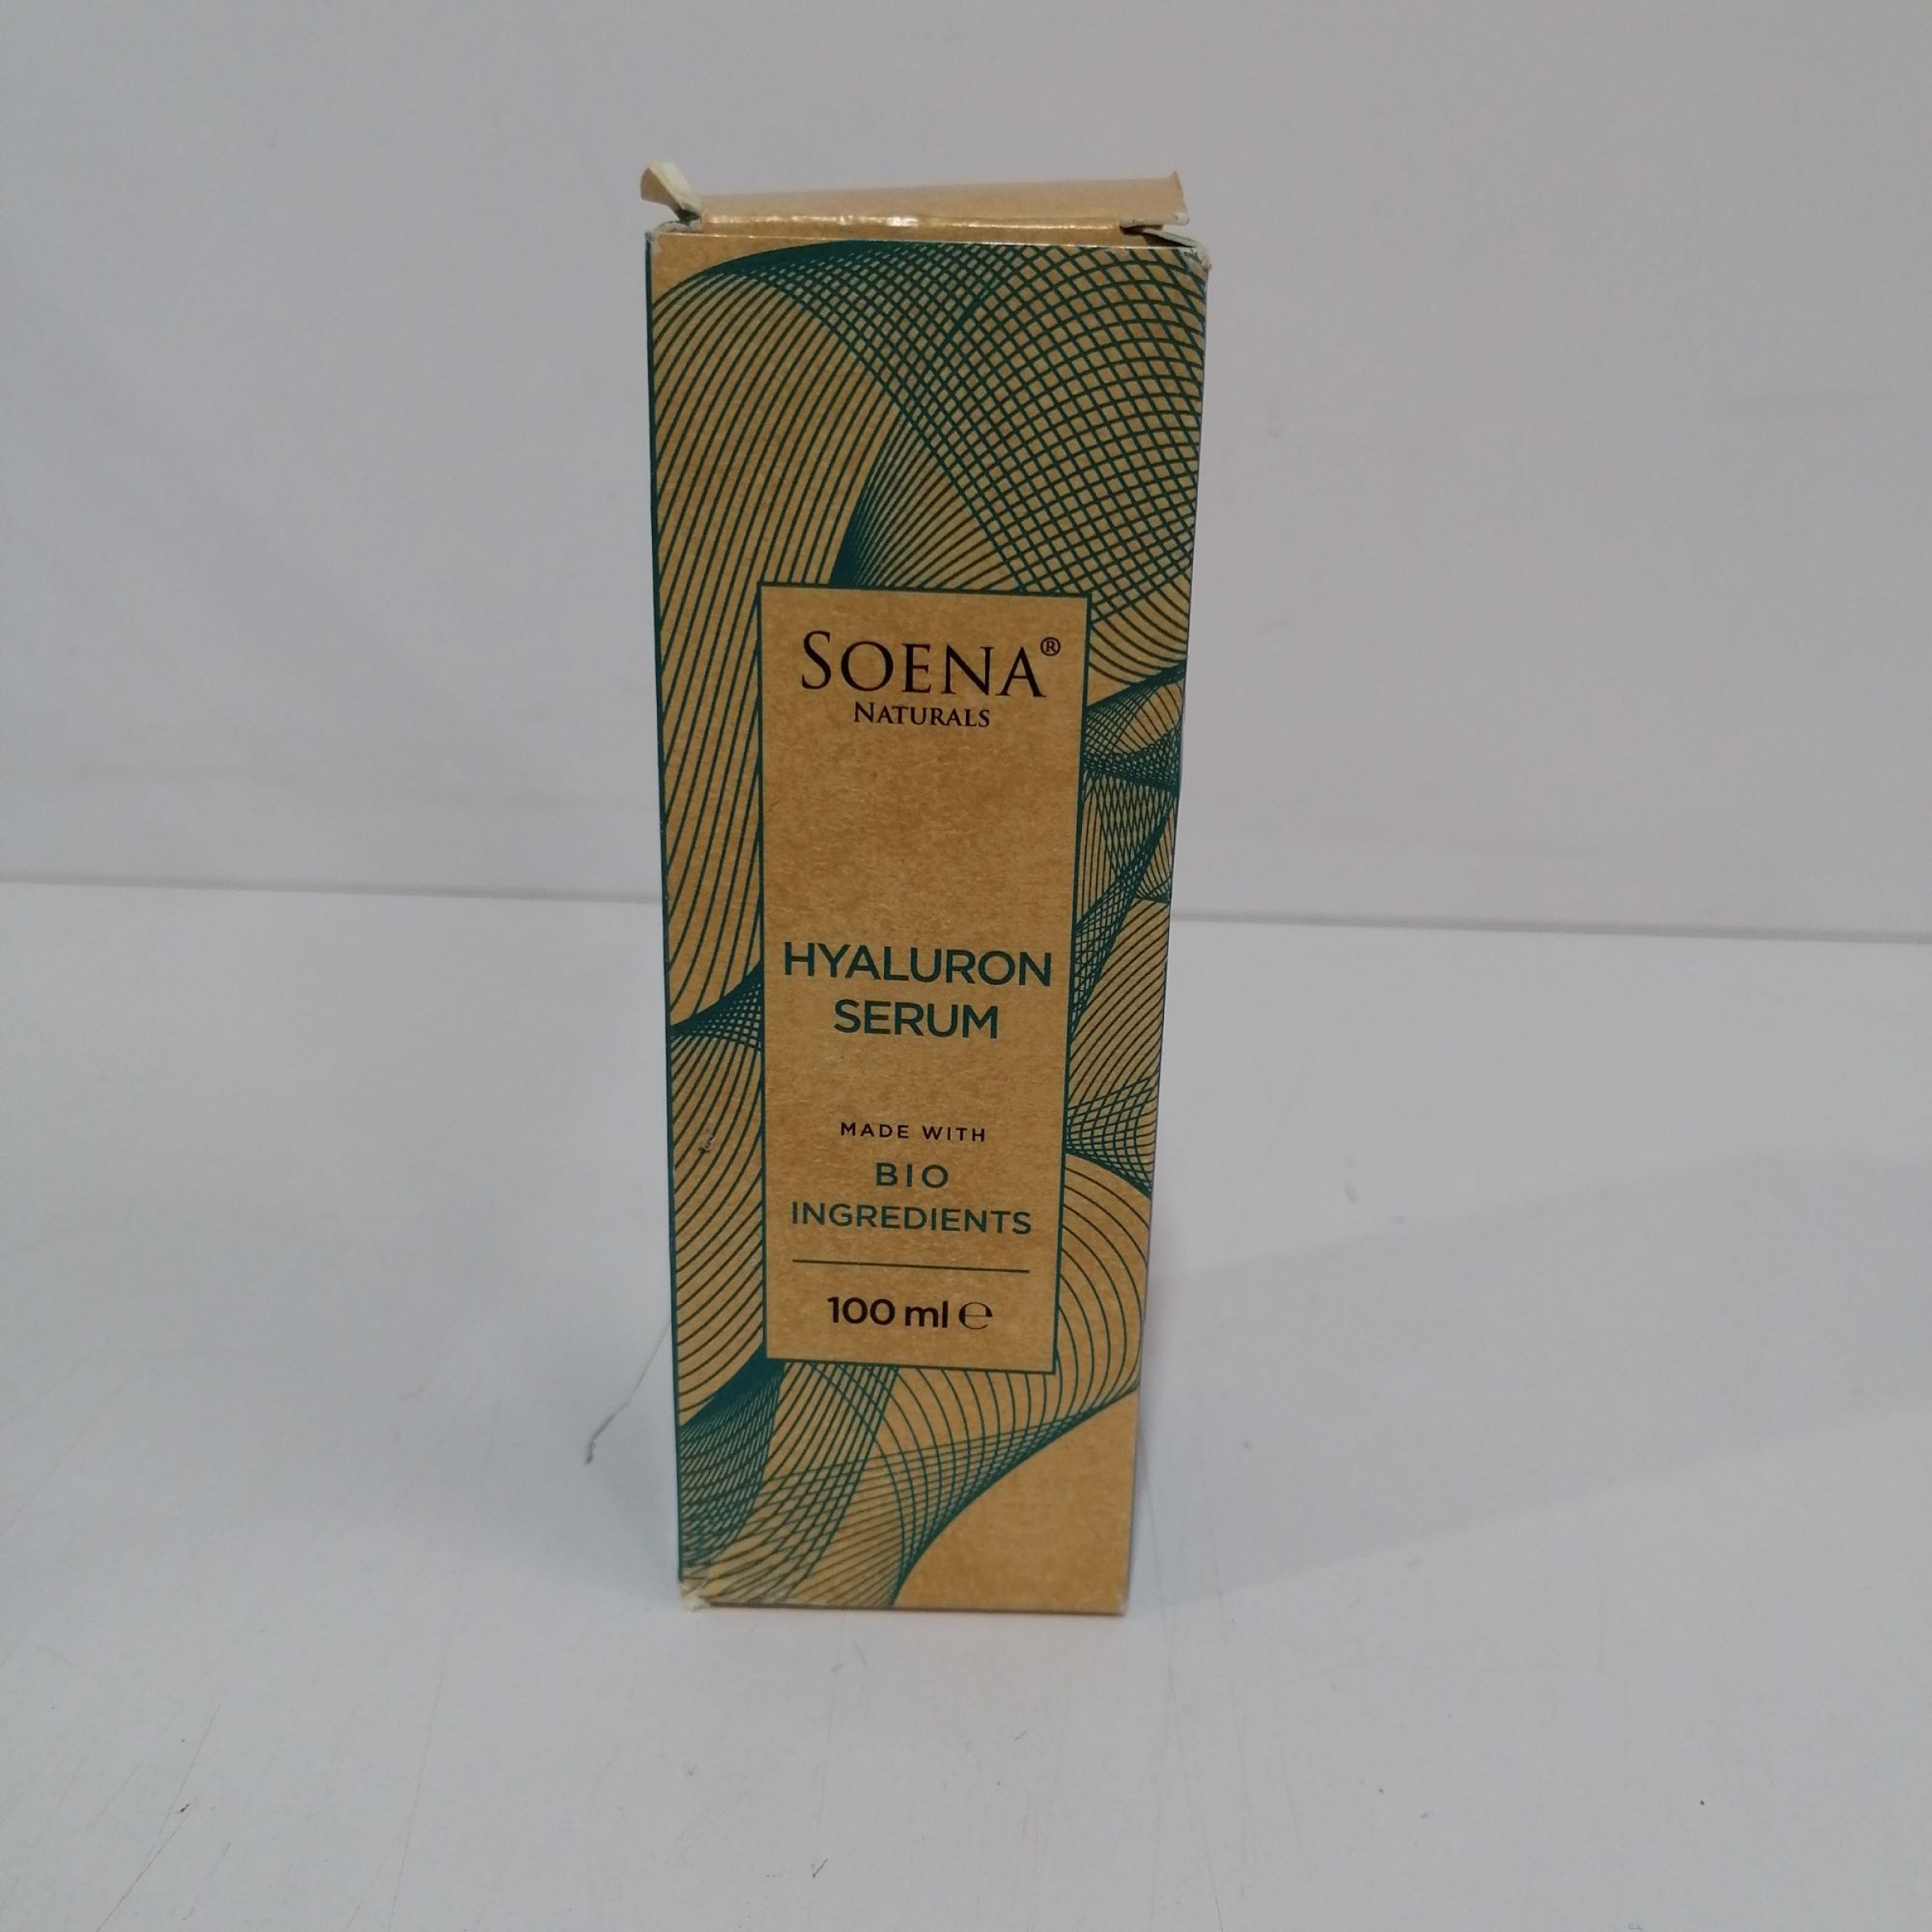 SOENA®
NATURALS
HYALURON
SERUM
MADE WITH
BIO
INGREDIENTS
100 ml ℮